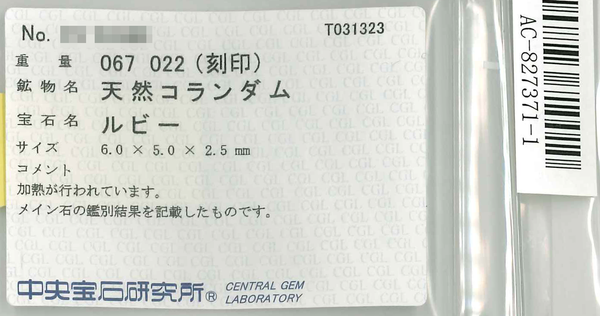 No.
T031323
重 量 067 022 (刻印)
鉱物名 天然コランダム
宝石名 ルビー
サイズ 6.0 × 5.0 × 2.5 mm
コメント
加熱が行われています。
メイン石の鑑別結果を記載したものです。
中央宝石研究所® CENTRAL GEM
LABORATORY
AC-827371-1